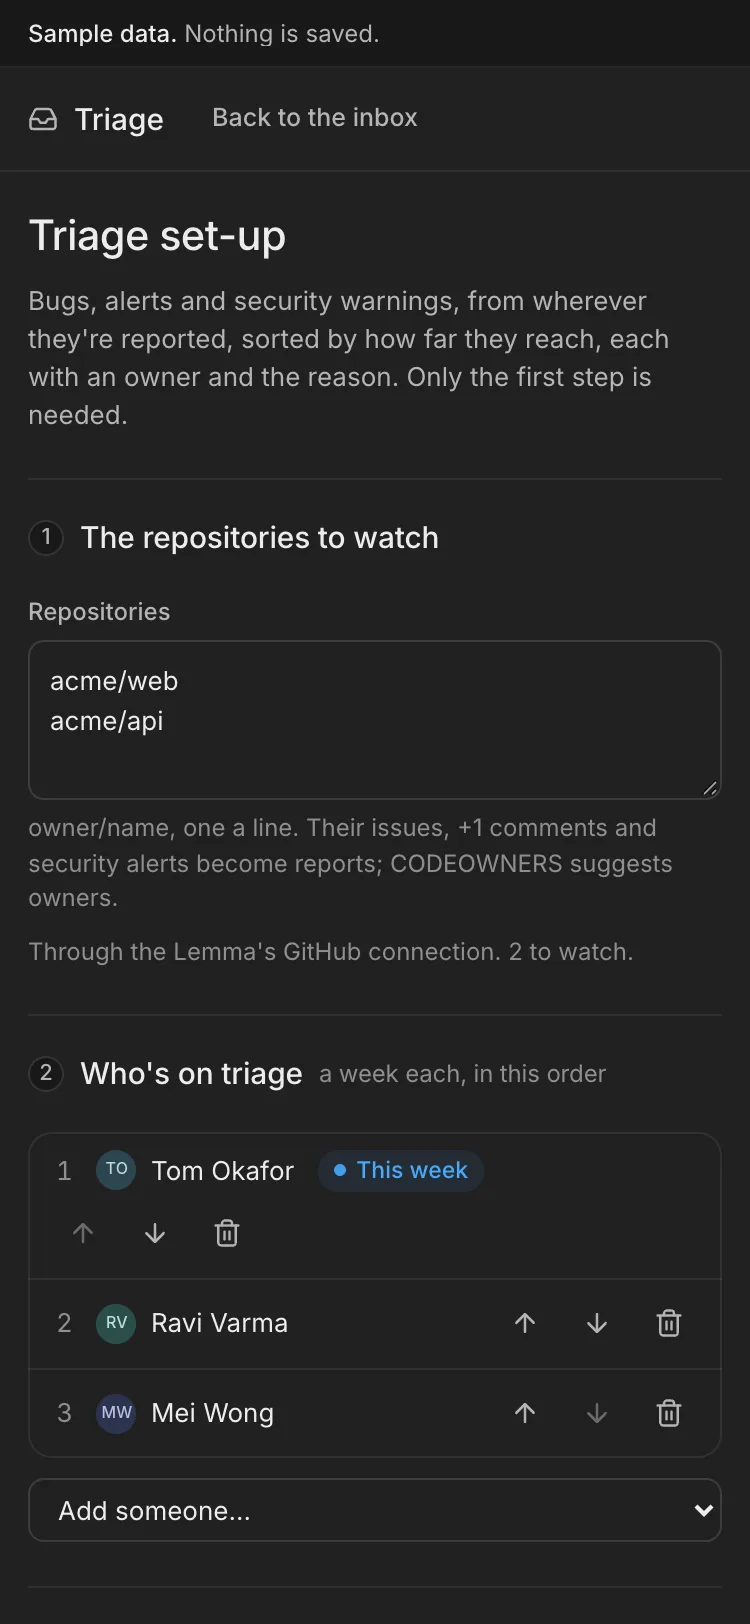 Sample data. Nothing is saved.
Triage
Back to the inbox
Triage set-up
Bugs, alerts and security warnings, from wherever
they're reported, sorted by how far they reach, each
with an owner and the reason. Only the first step is
needed.
1 The repositories to watch
Repositories
acme/web
acme/api
owner/name, one a line. Their issues, +1 comments and
security alerts become reports; CODEOWNERS suggests
owners.
Through the Lemma's GitHub connection. 2 to watch.
2 Who's on triage a week each, in this order
1 TO Tom Okafor This week
2 RV Ravi Varma
3 MW Mei Wong
Add someone...